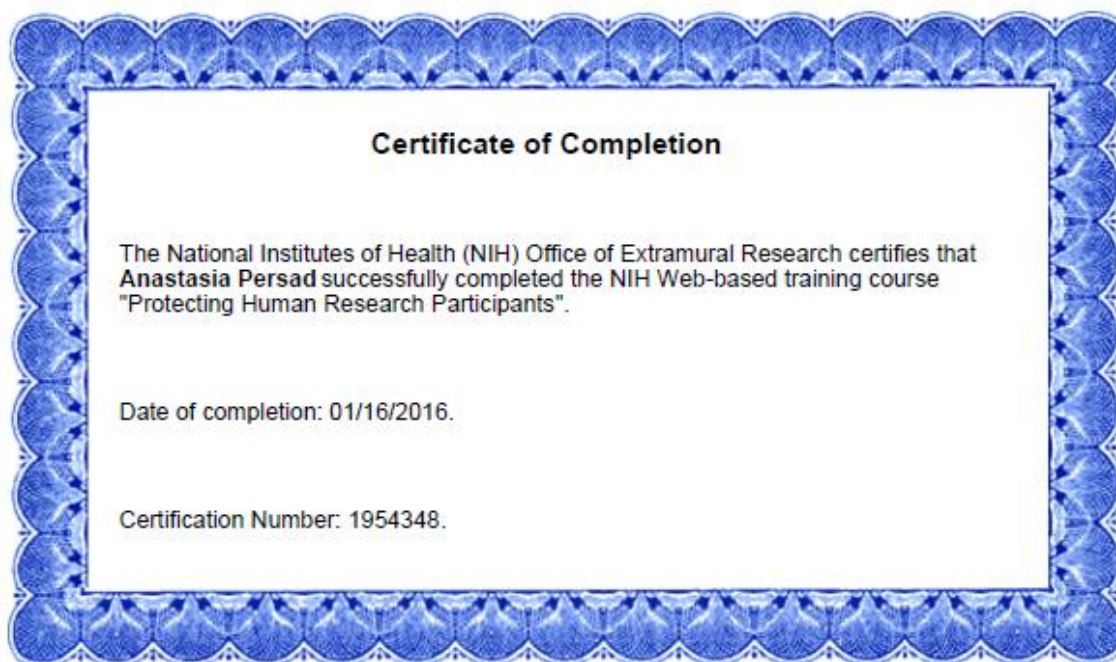 Certificate of Completion
The National Institutes of Health (NIH) Office of Extramural Research certifies that
Anastasia Persad successfully completed the NIH Web-based training course
"Protecting Human Research Participants".
Date of completion: 01/16/2016.
Certification Number: 1954348.